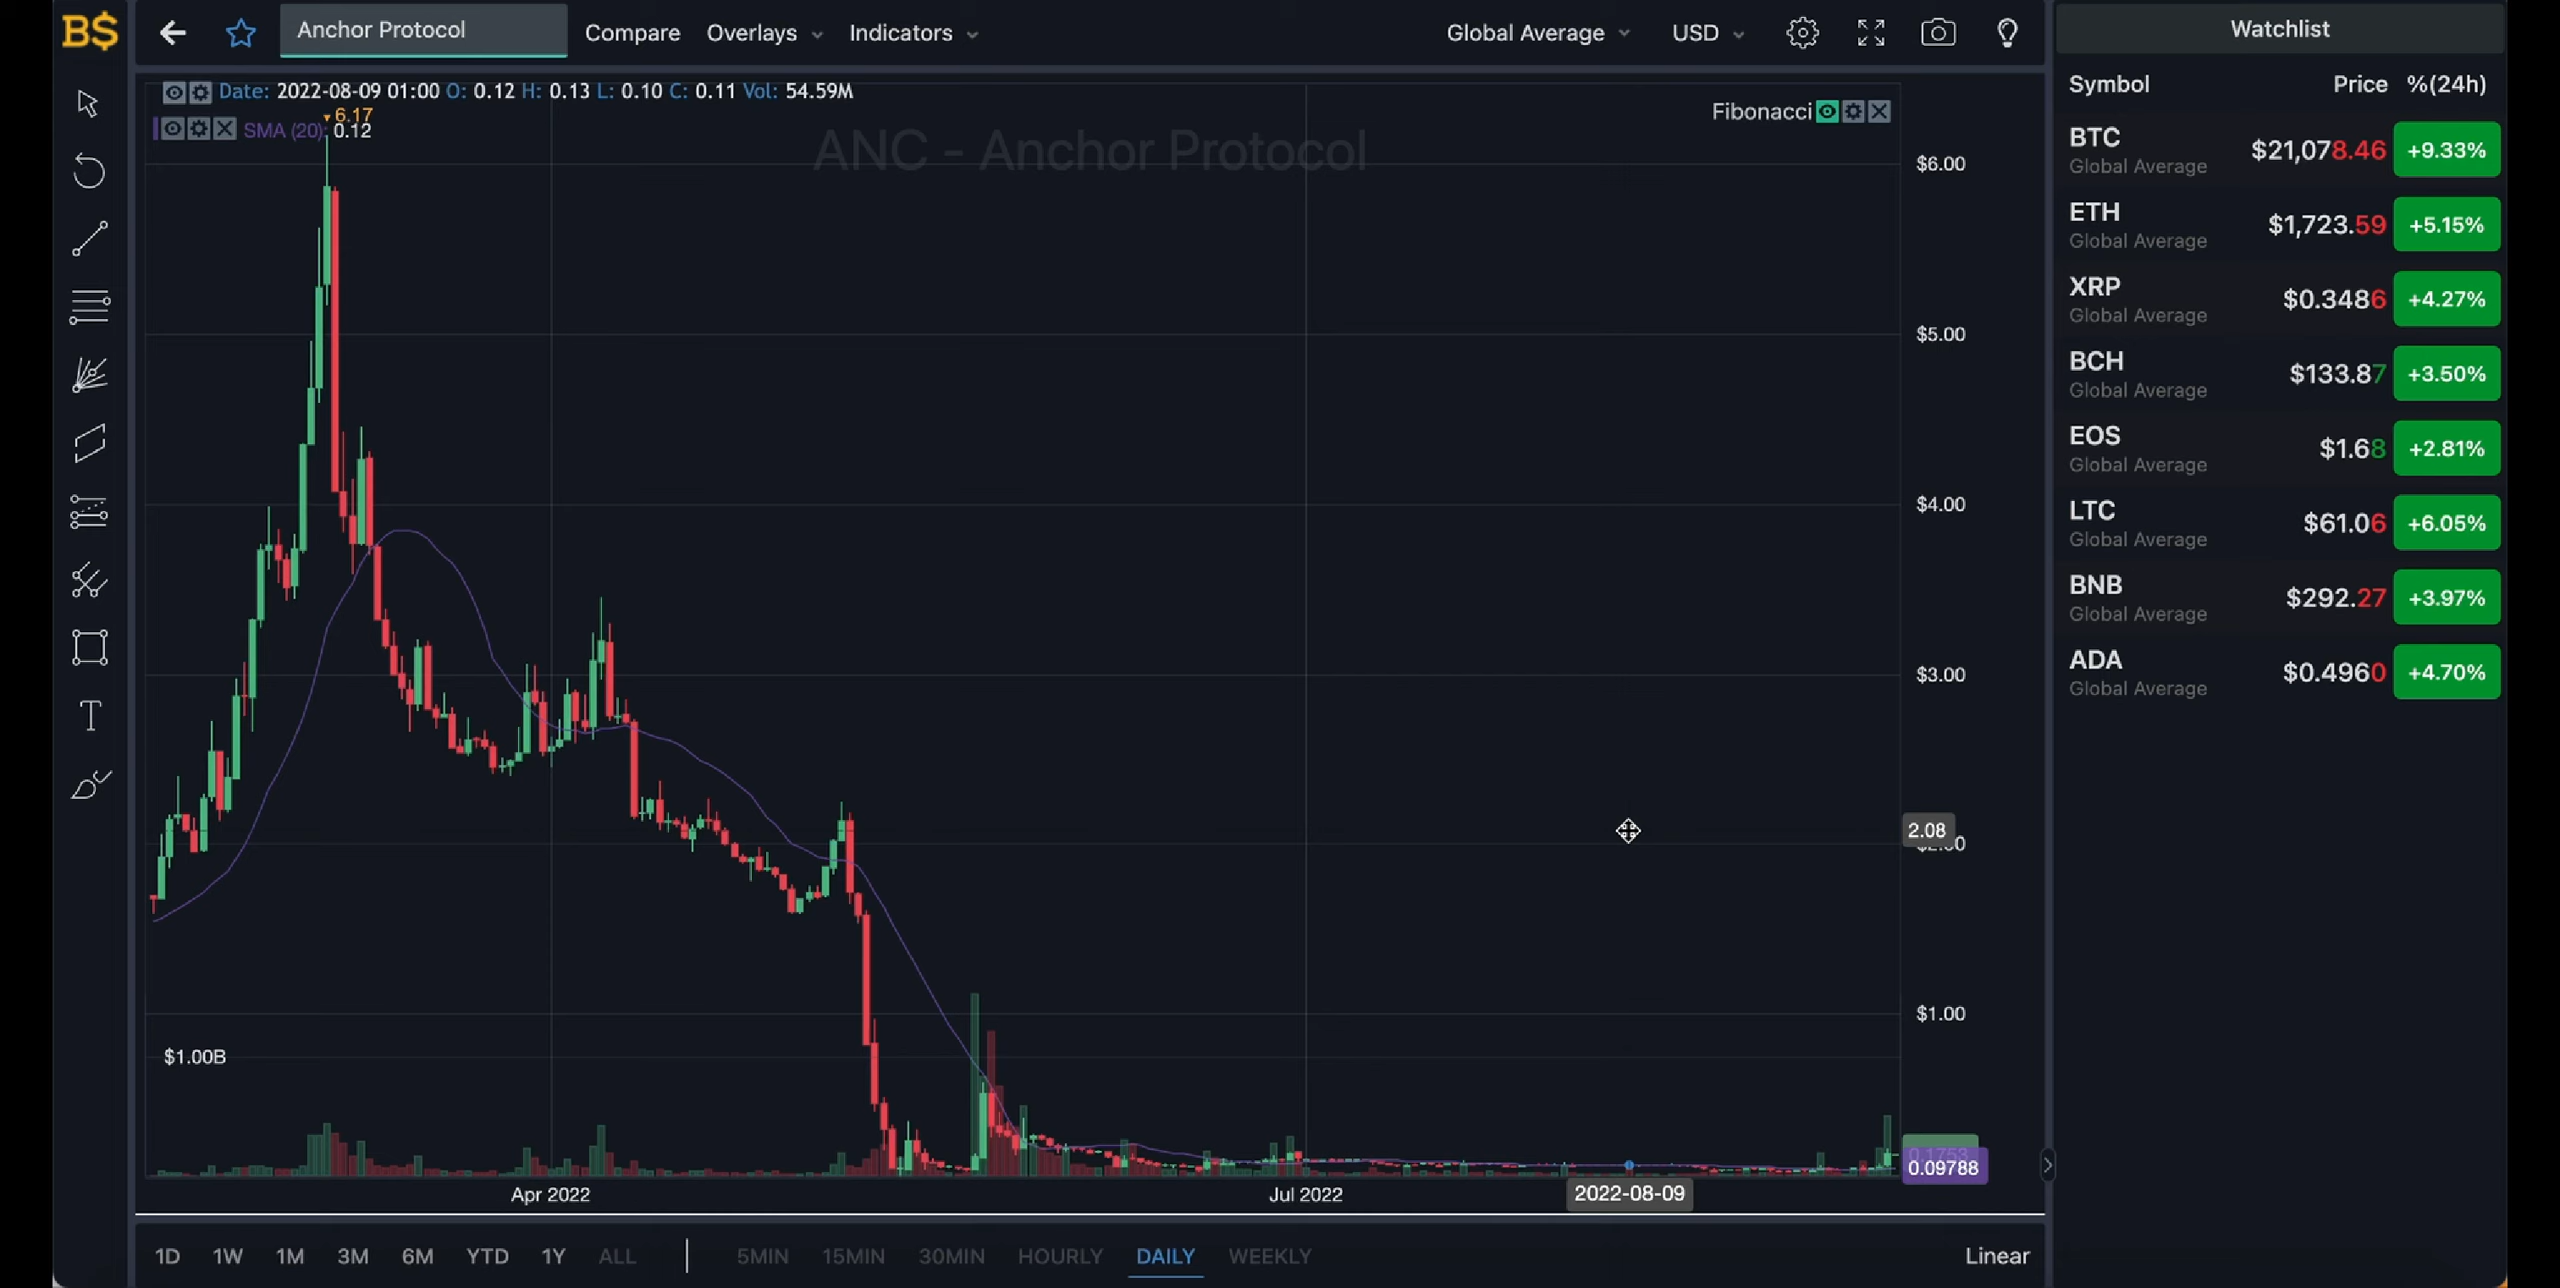 B$
Anchor Protocol
Compare
Overlays
Indicators
Global Average
USD
Date: 2022-08-09 01:00 O: 0.12 H: 0.13 L: 0.10 C: 0.11 Vol: 54.59M
6.17
SMA (20): 0.12
Fibonacci
ANC - Anchor Protocol
$6.00
$5.00
$4.00
$3.00
2.08
$2.00
$1.00
$1.00B
0.1753
0.09788
Apr 2022
Jul 2022
2022-08-09
1D 1W 1M 3M 6M YTD 1Y ALL
5MIN 15MIN 30MIN HOURLY DAILY WEEKLY
Linear
T
Watchlist
Symbol Price %(24h)
BTC $21,078.46 +9.33%
Global Average
ETH $1,723.59 +5.15%
Global Average
XRP $0.3486 +4.27%
Global Average
BCH $133.87 +3.50%
Global Average
EOS $1.68 +2.81%
Global Average
LTC $61.06 +6.05%
Global Average
BNB $292.27 +3.97%
Global Average
ADA $0.4960 +4.70%
Global Average